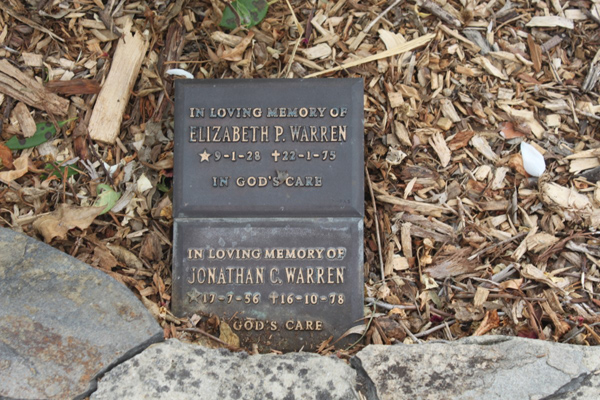 IN LOVING MEMORY OF
ELIZABETH P. WARREN
★9-1-28 ✝22-1-75
IN GOD'S CARE
IN LOVING MEMORY OF
JONATHAN C. WARREN
★17-7-56 ✝16-10-78
GOD'S CARE